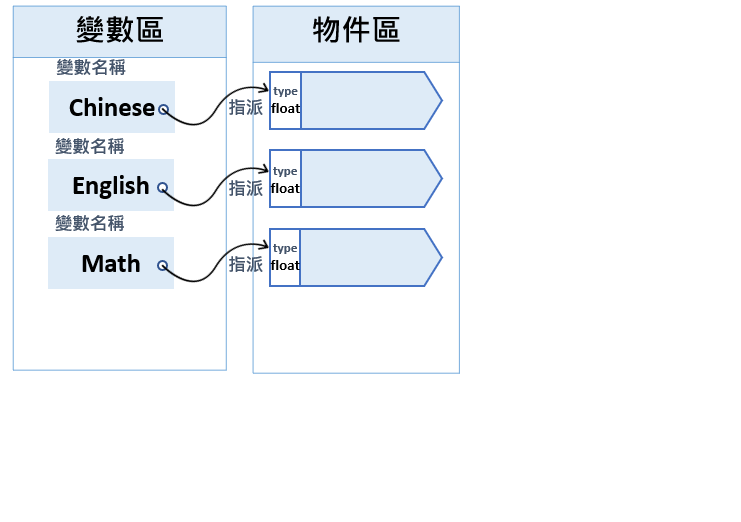 變數區
物件區
變數名稱
Chinese
指派
type
float
變數名稱
English
指派
type
float
變數名稱
Math
指派
type
float